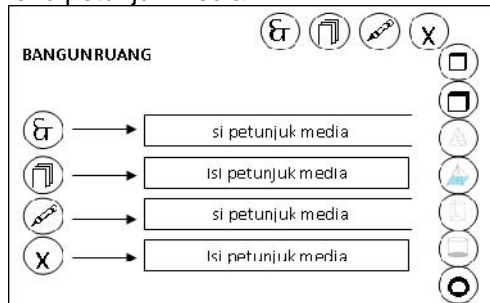 & X
BANGUNRUANG
& si petunjuk media
Isi petunjuk media
si petunjuk media
X Isi petunjuk media